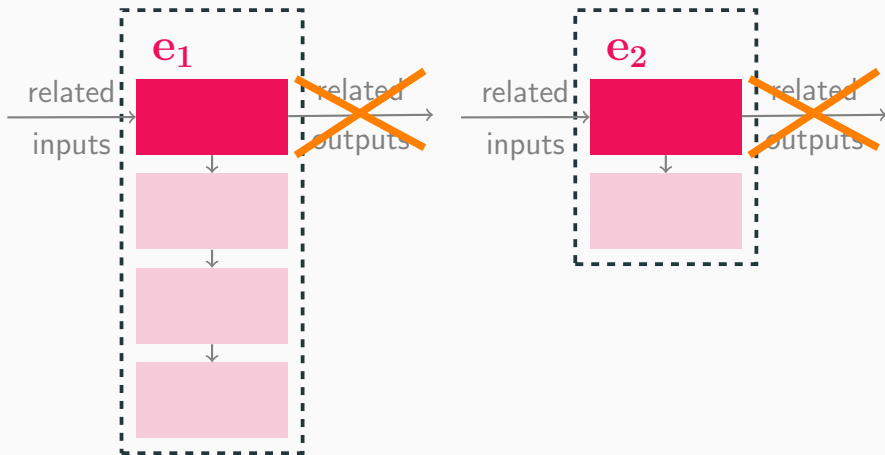 e₁
related
inputs
related
outputs
e₂
related
inputs
related
outputs